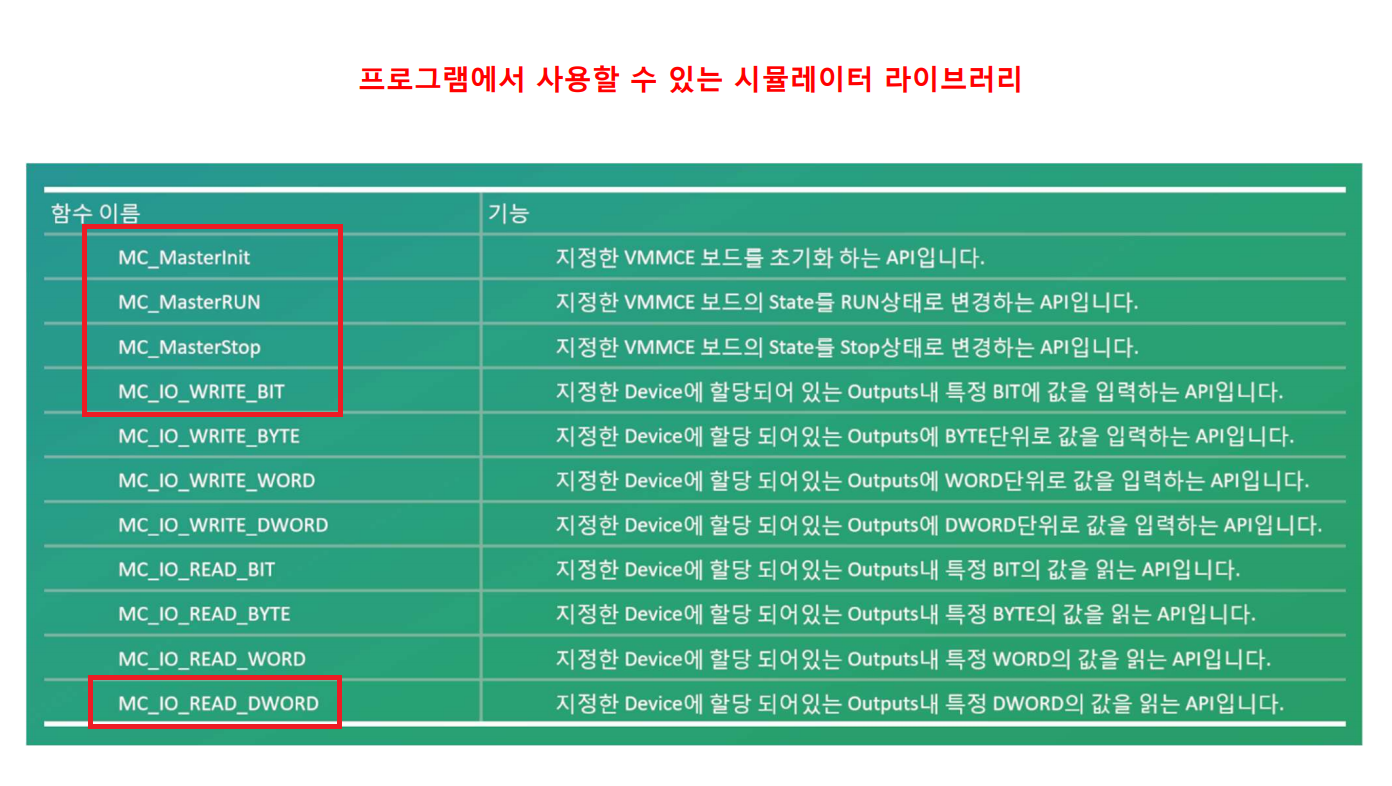 프로그램에서 사용할 수 있는 시뮬레이터 라이브러리
함수 이름 기능
MC_MasterInit 지정한 VMMCE 보드를 초기화 하는 API입니다.
MC_MasterRUN 지정한 VMMCE 보드의 State를 RUN상태로 변경하는 API입니다.
MC_MasterStop 지정한 VMMCE 보드의 State를 Stop상태로 변경하는 API입니다.
MC_IO_WRITE_BIT 지정한 Device에 할당되어 있는 Outputs내 특정 BIT에 값을 입력하는 API입니다.
MC_IO_WRITE_BYTE 지정한 Device에 할당 되어있는 Outputs에 BYTE단위로 값을 입력하는 API입니다.
MC_IO_WRITE_WORD 지정한 Device에 할당 되어있는 Outputs에 WORD단위로 값을 입력하는 API입니다.
MC_IO_WRITE_DWORD 지정한 Device에 할당 되어있는 Outputs에 DWORD단위로 값을 입력하는 API입니다.
MC_IO_READ_BIT 지정한 Device에 할당 되어있는 Outputs내 특정 BIT의 값을 읽는 API입니다.
MC_IO_READ_BYTE 지정한 Device에 할당 되어있는 Outputs내 특정 BYTE의 값을 읽는 API입니다.
MC_IO_READ_WORD 지정한 Device에 할당 되어있는 Outputs내 특정 WORD의 값을 읽는 API입니다.
MC_IO_READ_DWORD 지정한 Device에 할당 되어있는 Outputs내 특정 DWORD의 값을 읽는 API입니다.